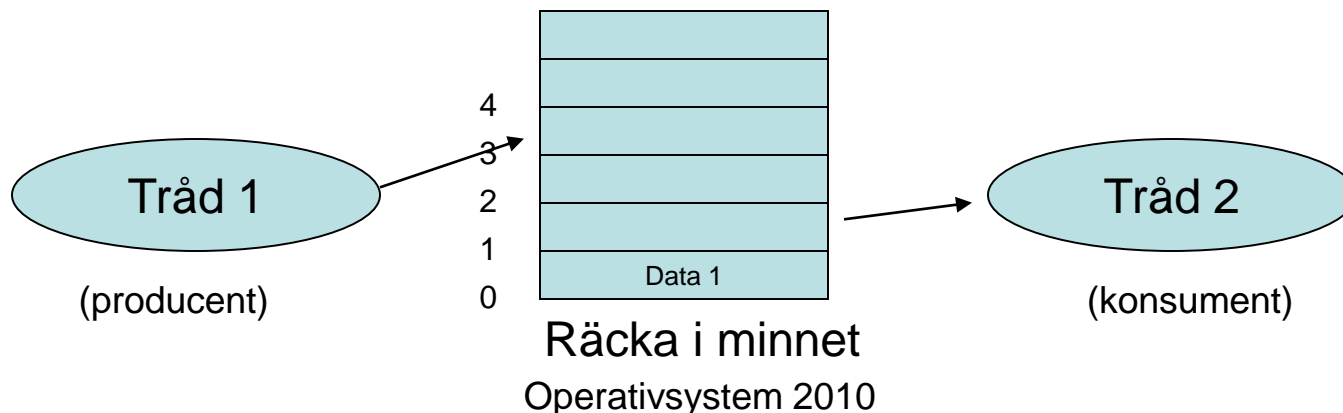 4
3
2
1
0
Tråd 1
(producent)
Data 1
Tråd 2
(konsument)
Räcka i minnet
Operativsystem 2010